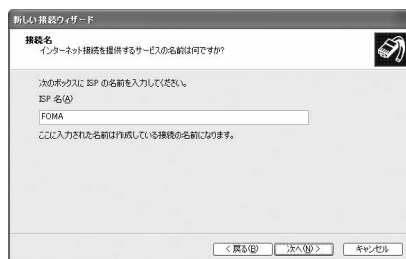 新しい接続ウィザード
接続名
インターネット接続を提供するサービスの名前は何ですか?
次のボックスに ISP の名前を入力してください。
ISP 名(A)
FOMA
ここに入力された名前は作成している接続の名前になります。
< 戻る(B)
次へ(N) >
キャンセル